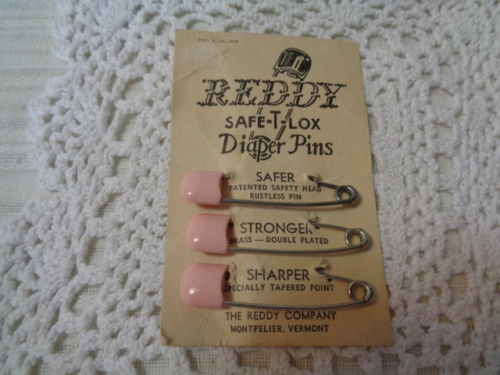 REDDY
SAFE-T-LOX
Diaper Pins
SAFER
PATENTED SAFETY HEAD
RUSTLESS PIN
STRONGER
BRASS — DOUBLE PLATED
SHARPER
SPECIALLY TAPERED POINT
THE REDDY COMPANY
MONTPELIER, VERMONT